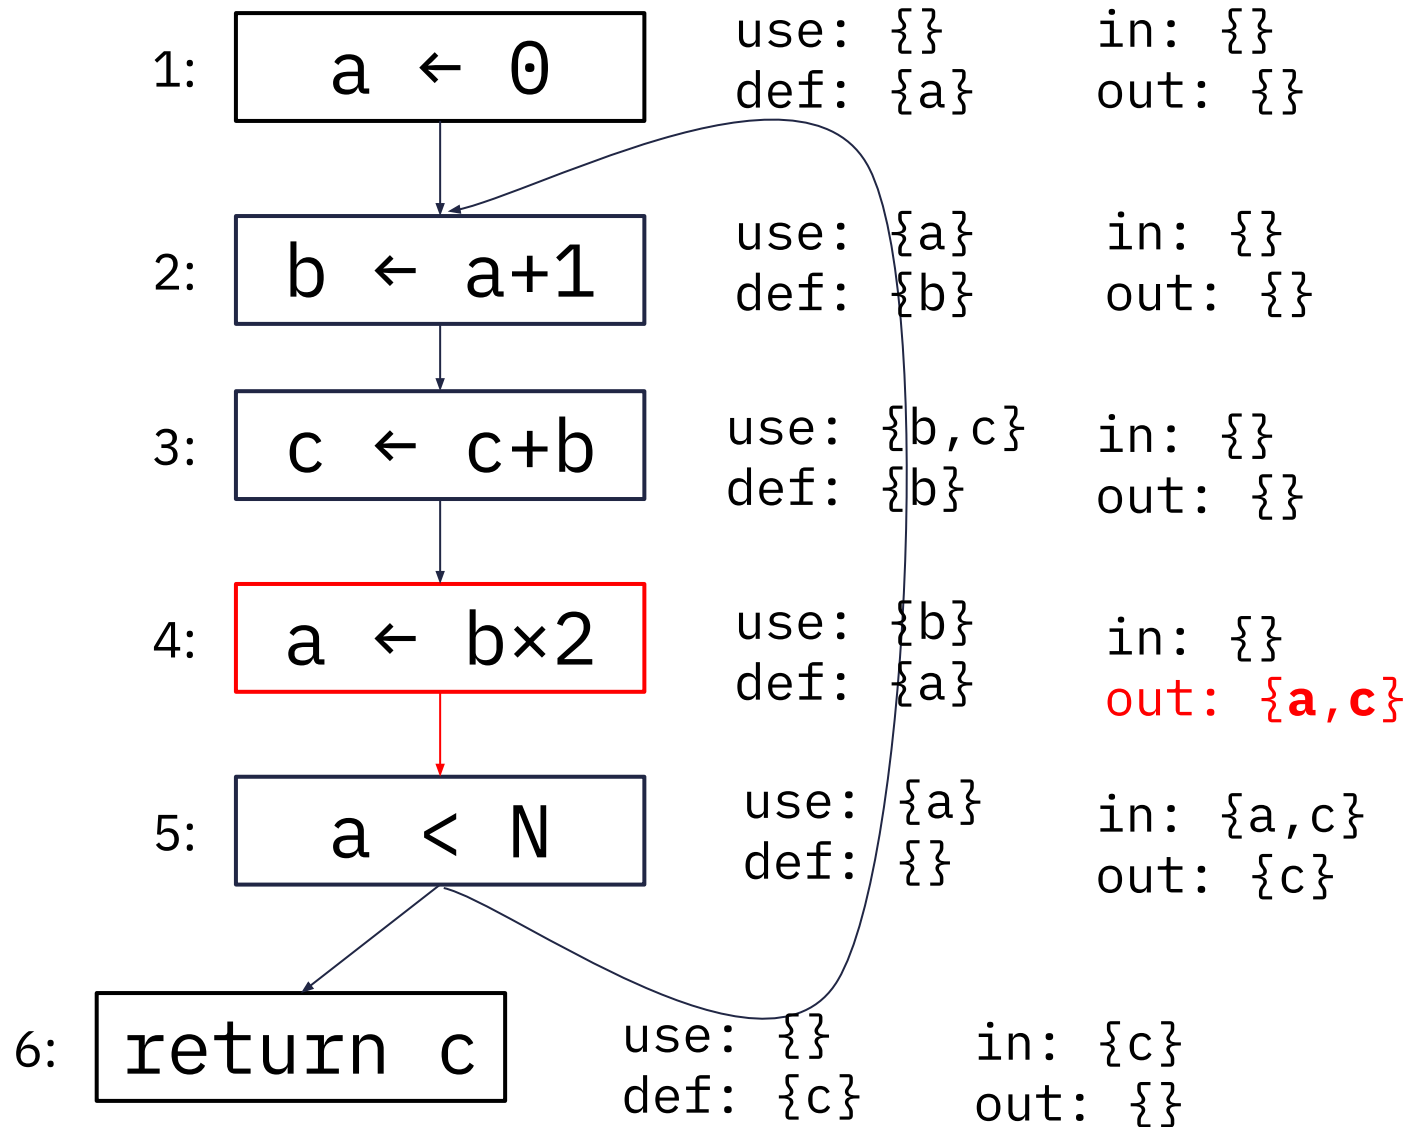 1: a ← 0 use: {} in: {}
def: {a} out: {}
2: b ← a+1 use: {a} in: {}
def: {b} out: {}
3: c ← c+b use: {b,c} in: {}
def: {b} out: {}
4: a ← b×2 use: {b} in: {}
def: {a} out: {a,c}
5: a < N use: {a} in: {a,c}
def: {} out: {c}
6: return c use: {} in: {c}
def: {c} out: {}